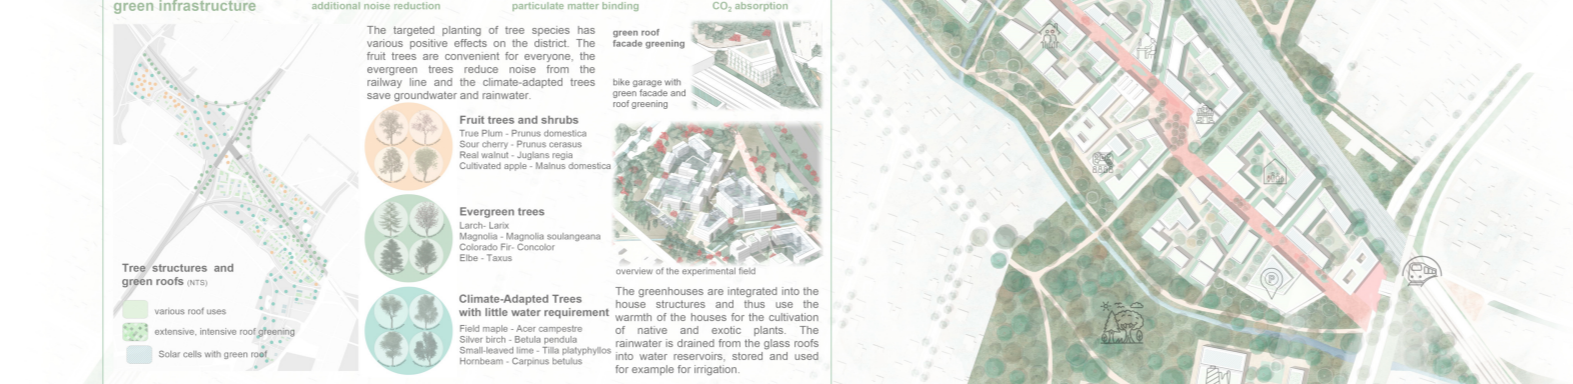 green infrastructure
additional noise reduction
particulate matter binding
CO₂ absorption
The targeted planting of tree species has
various positive effects on the district. The
fruit trees are convenient for everyone, the
evergreen trees reduce noise from the
railway line and the climate-adapted trees
save groundwater and rainwater.
green roof
facade greening
bike garage with
green facade and
roof greening
Fruit trees and shrubs
True Plum - Prunus domestica
Sour cherry - Prunus cerasus
Real walnut - Juglans regia
Cultivated apple - Malnus domestica
Evergreen trees
Larch- Larix
Magnolia - Magnolia soulangeana
Colorado Fir- Concolor
Elbe - Taxus
overview of the experimental field
Tree structures and
green roofs (NTS)
various roof uses
extensive, intensive roof greening
Solar cells with green roof
Climate-Adapted Trees
with little water requirement
Field maple - Acer campestre
Silver birch - Betula pendula
Small-leaved lime - Tilla platyphyllos
Hornbeam - Carpinus betulus
The greenhouses are integrated into the
house structures and thus use the
warmth of the houses for the cultivation
of native and exotic plants. The
rainwater is drained from the glass roofs
into water reservoirs, stored and used
for example for irrigation.
P